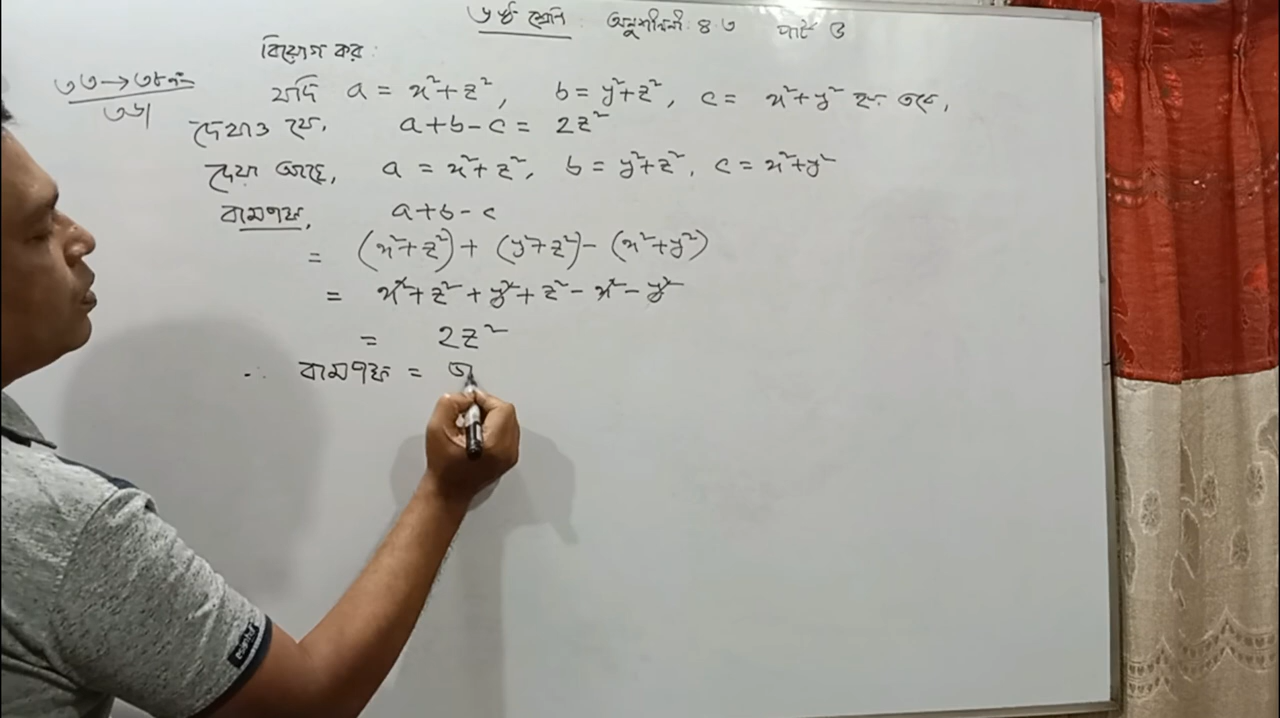 ৬ষ্ঠ শ্রেণি : অনুশীলনী: ৪.৩ পার্ট ৩
বিয়োগ কর:
৩৩→৩৮নং
৩৬।
যদি a = x²+z², b = y²+z², c = x²+y² হয় তবে,
দেখাও যে, a+b-c = 2z²
দেয়া আছে, a = x²+z², b = y²+z², c = x²+y²
বামপক্ষ, a+b-c
= (x²+z²)+(y²+z²)-(x²+y²)
= x²+z²+y²+z²-x²-y²
= 2z²
∴ বামপক্ষ =